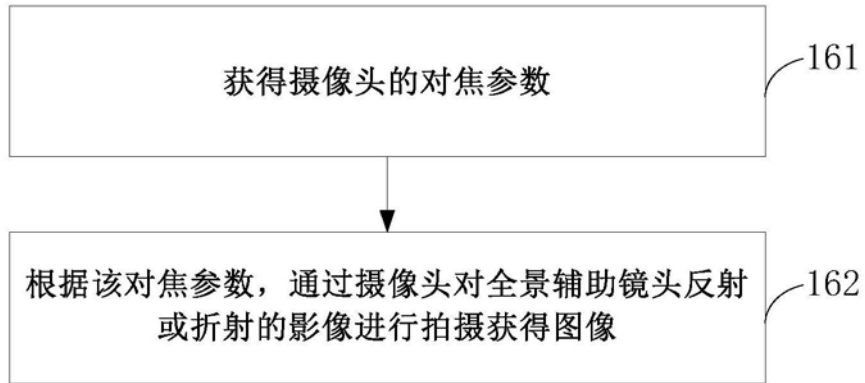 获得摄像头的对焦参数
161
根据该对焦参数，通过摄像头对全景辅助镜头反射
或折射的影像进行拍摄获得图像
162